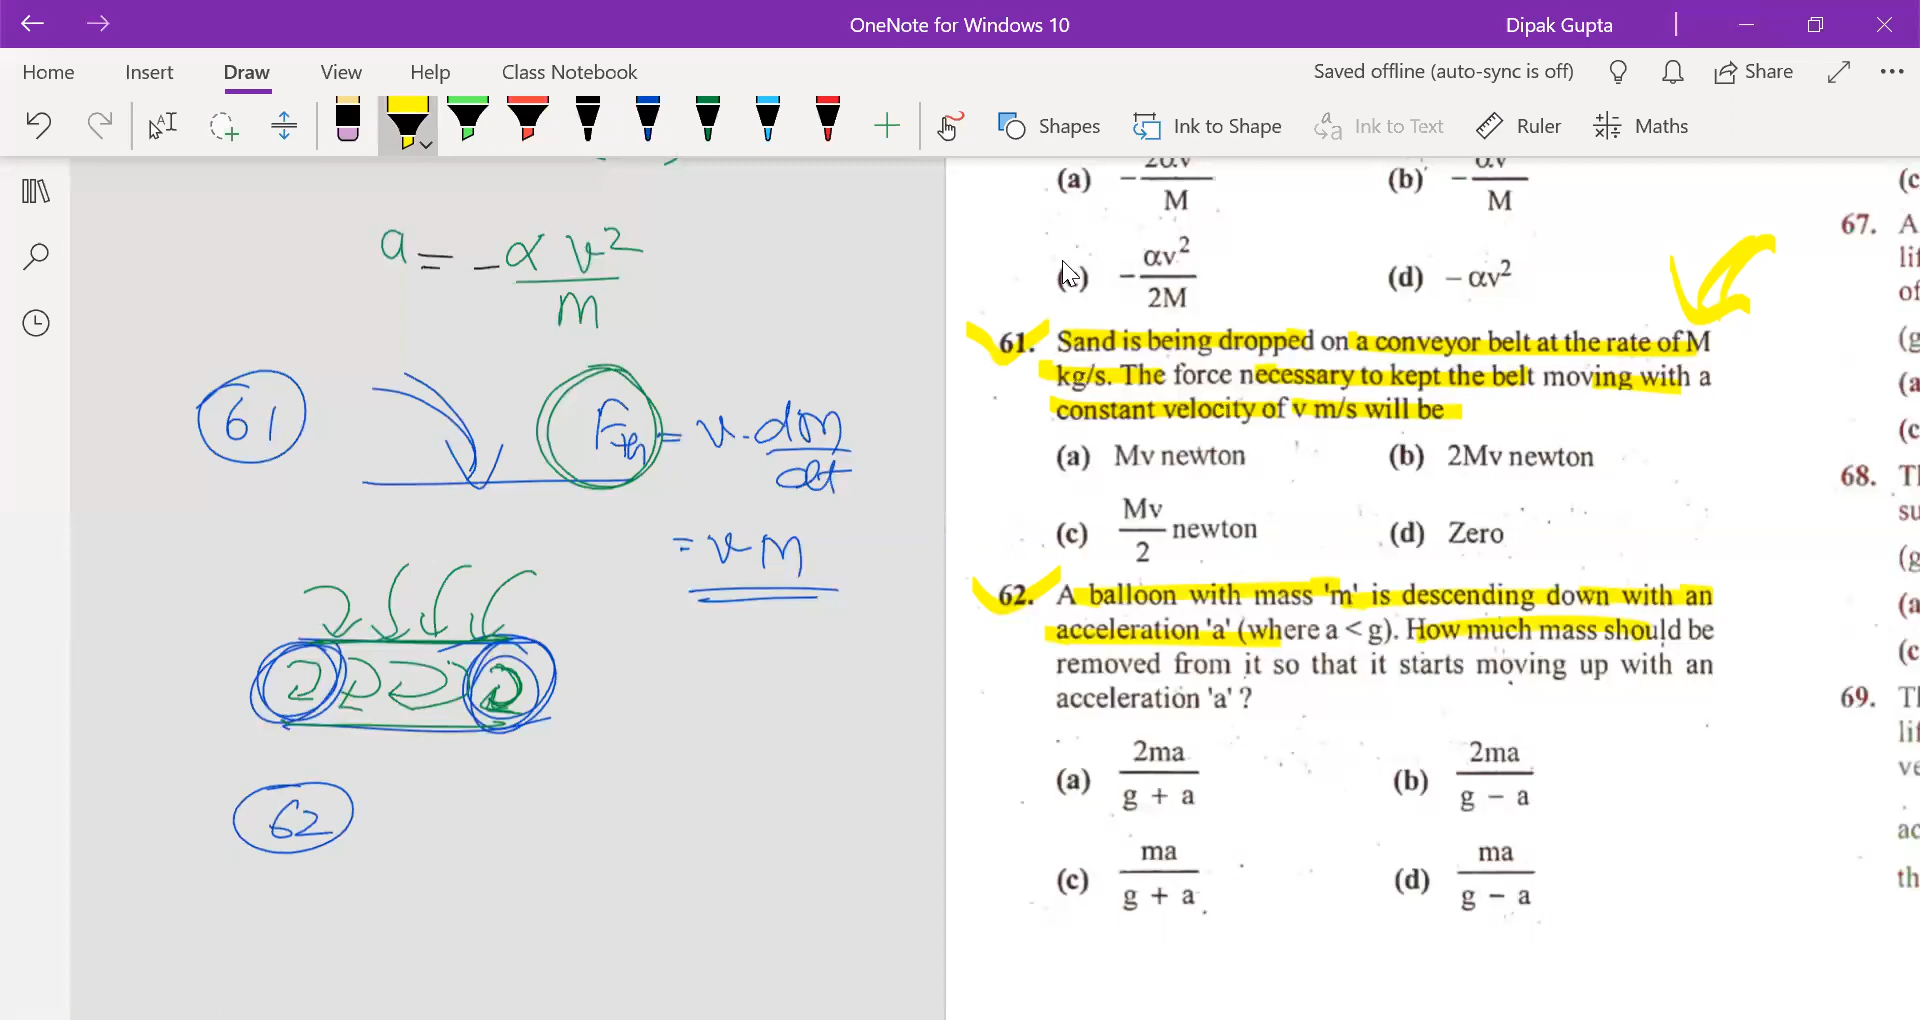 OneNote for Windows 10
Dipak Gupta
Home Insert Draw View Help Class Notebook
Saved offline (auto-sync is off)
Share
Shapes
Ink to Shape
Ink to Text
Ruler
Maths
a = - α v²
m
61
F_th = v . dm
dt
= v M
62
(a) - 2αv
M
(b) - αv
M
(c) - αv²
2M
(d) - αv²
61. Sand is being dropped on a conveyor belt at the rate of M
kg/s. The force necessary to kept the belt moving with a
constant velocity of v m/s will be
(a) Mv newton
(b) 2Mv newton
(c) Mv
2 newton
(d) Zero
62. A balloon with mass 'm' is descending down with an
acceleration 'a' (where a < g). How much mass should be
removed from it so that it starts moving up with an
acceleration 'a' ?
(a) 2ma
g + a
(b) 2ma
g - a
(c) ma
g + a
(d) ma
g - a
67. A
of
68.
69.